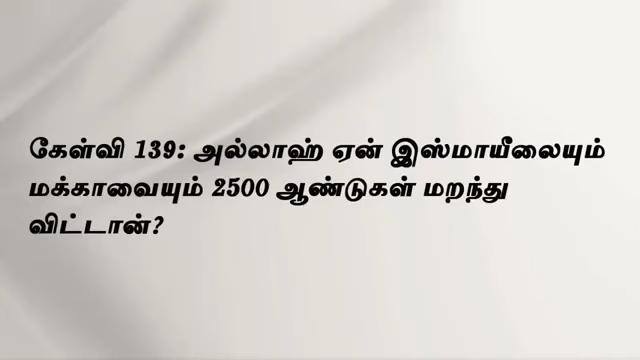 கேள்வி 139: அல்லாஹ் ஏன் இஸ்மாயீலையும்
மக்காவையும் 2500 ஆண்டுகள் மறந்து
விட்டான்?